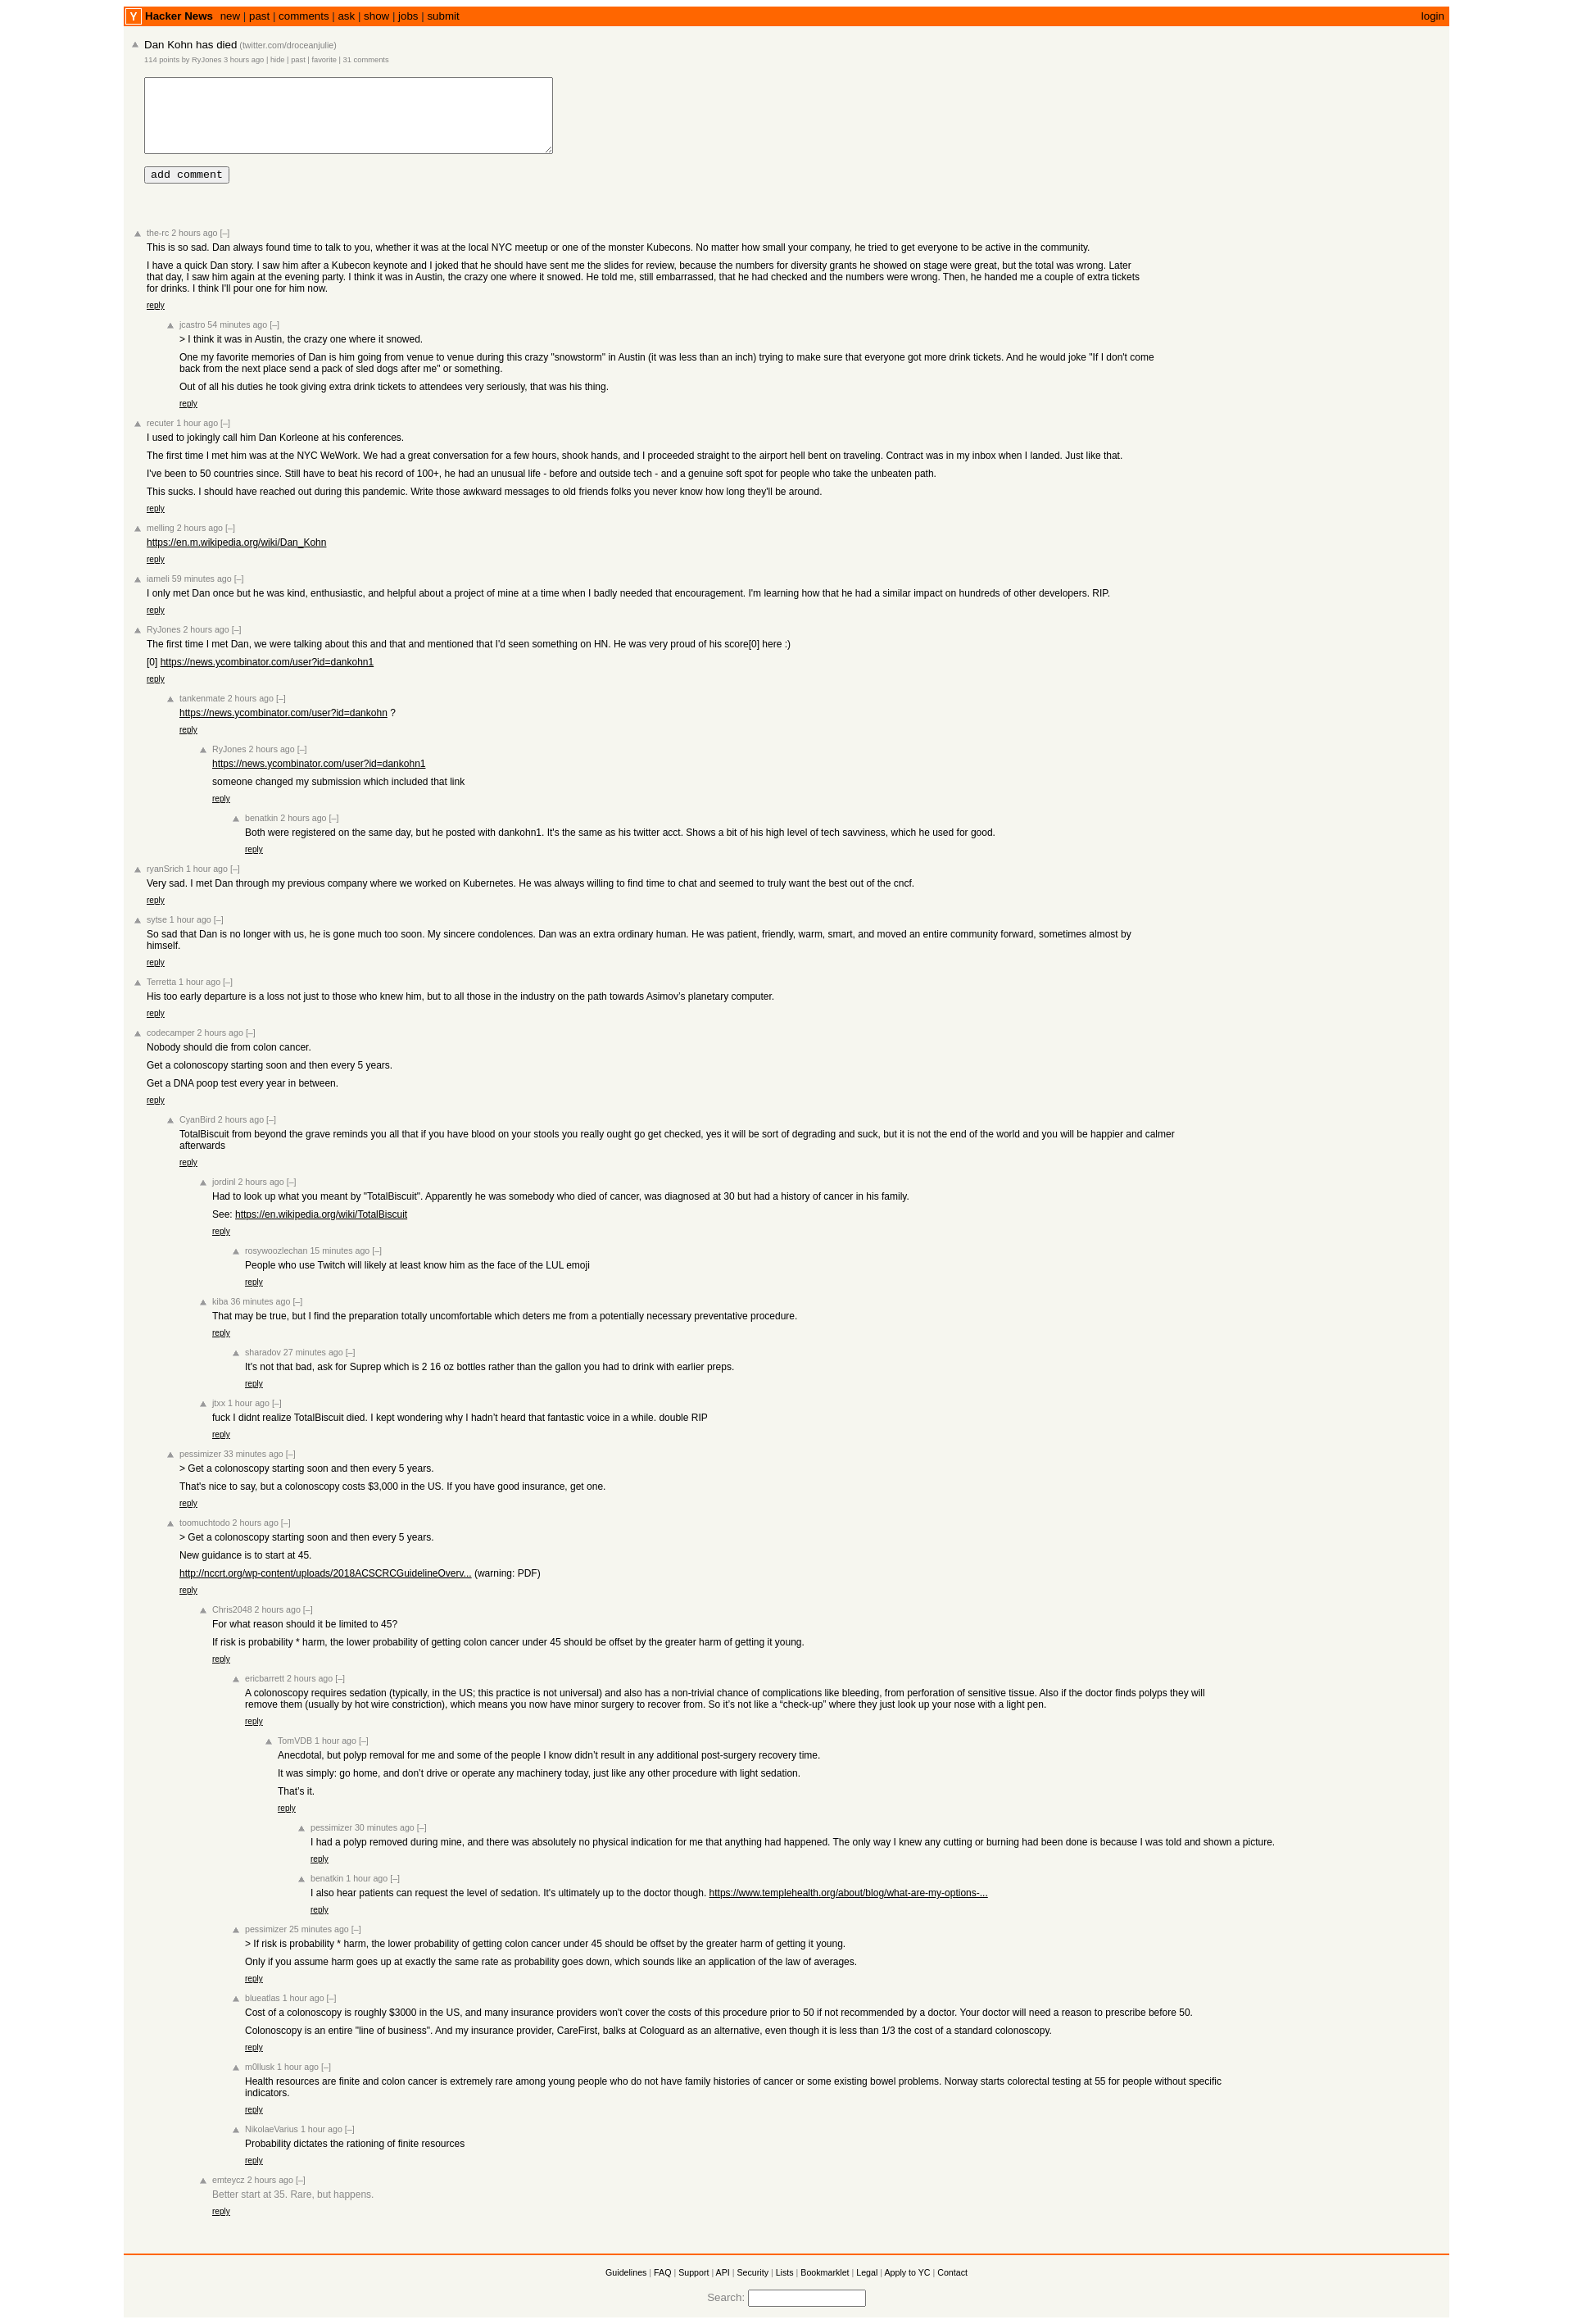 Y Hacker News new | past | comments | ask | show | jobs | submit login
Dan Kohn has died (twitter.com/droceanjulie)
114 points by RyJones 3 hours ago | hide | past | favorite | 31 comments
add comment
the-rc 2 hours ago [–]
This is so sad. Dan always found time to talk to you, whether it was at the local NYC meetup or one of the monster Kubecons. No matter how small your company, he tried to get everyone to be active in the community.
I have a quick Dan story. I saw him after a Kubecon keynote and I joked that he should have sent me the slides for review, because the numbers for diversity grants he showed on stage were great, but the total was wrong. Later
that day, I saw him again at the evening party. I think it was in Austin, the crazy one where it snowed. He told me, still embarrassed, that he had checked and the numbers were wrong. Then, he handed me a couple of extra tickets
for drinks. I think I'll pour one for him now.
reply
jcastro 54 minutes ago [–]
> I think it was in Austin, the crazy one where it snowed.
One my favorite memories of Dan is him going from venue to venue during this crazy "snowstorm" in Austin (it was less than an inch) trying to make sure that everyone got more drink tickets. And he would joke "If I don't come
back from the next place send a pack of sled dogs after me" or something.
Out of all his duties he took giving extra drink tickets to attendees very seriously, that was his thing.
reply
recuter 1 hour ago [–]
I used to jokingly call him Dan Korleone at his conferences.
The first time I met him was at the NYC WeWork. We had a great conversation for a few hours, shook hands, and I proceeded straight to the airport hell bent on traveling. Contract was in my inbox when I landed. Just like that.
I've been to 50 countries since. Still have to beat his record of 100+, he had an unusual life - before and outside tech - and a genuine soft spot for people who take the unbeaten path.
This sucks. I should have reached out during this pandemic. Write those awkward messages to old friends folks you never know how long they'll be around.
reply
melling 2 hours ago [–]
https://en.m.wikipedia.org/wiki/Dan_Kohn
reply
iameli 59 minutes ago [–]
I only met Dan once but he was kind, enthusiastic, and helpful about a project of mine at a time when I badly needed that encouragement. I'm learning how that he had a similar impact on hundreds of other developers. RIP.
reply
RyJones 2 hours ago [–]
The first time I met Dan, we were talking about this and that and mentioned that I'd seen something on HN. He was very proud of his score[0] here :)
[0] https://news.ycombinator.com/user?id=dankohn1
reply
tankenmate 2 hours ago [–]
https://news.ycombinator.com/user?id=dankohn ?
reply
RyJones 2 hours ago [–]
https://news.ycombinator.com/user?id=dankohn1
someone changed my submission which included that link
reply
benatkin 2 hours ago [–]
Both were registered on the same day, but he posted with dankohn1. It's the same as his twitter acct. Shows a bit of his high level of tech savviness, which he used for good.
reply
ryanSrich 1 hour ago [–]
Very sad. I met Dan through my previous company where we worked on Kubernetes. He was always willing to find time to chat and seemed to truly want the best out of the cncf.
reply
sytse 1 hour ago [–]
So sad that Dan is no longer with us, he is gone much too soon. My sincere condolences. Dan was an extra ordinary human. He was patient, friendly, warm, smart, and moved an entire community forward, sometimes almost by
himself.
reply
Terretta 1 hour ago [–]
His too early departure is a loss not just to those who knew him, but to all those in the industry on the path towards Asimov’s planetary computer.
reply
codecamper 2 hours ago [–]
Nobody should die from colon cancer.
Get a colonoscopy starting soon and then every 5 years.
Get a DNA poop test every year in between.
reply
CyanBird 2 hours ago [–]
TotalBiscuit from beyond the grave reminds you all that if you have blood on your stools you really ought go get checked, yes it will be sort of degrading and suck, but it is not the end of the world and you will be happier and calmer
afterwards
reply
jordinl 2 hours ago [–]
Had to look up what you meant by "TotalBiscuit". Apparently he was somebody who died of cancer, was diagnosed at 30 but had a history of cancer in his family.
See: https://en.wikipedia.org/wiki/TotalBiscuit
reply
rosywoozlechan 15 minutes ago [–]
People who use Twitch will likely at least know him as the face of the LUL emoji
reply
kiba 36 minutes ago [–]
That may be true, but I find the preparation totally uncomfortable which deters me from a potentially necessary preventative procedure.
reply
sharadov 27 minutes ago [–]
It's not that bad, ask for Suprep which is 2 16 oz bottles rather than the gallon you had to drink with earlier preps.
reply
jtxx 1 hour ago [–]
fuck I didnt realize TotalBiscuit died. I kept wondering why I hadn’t heard that fantastic voice in a while. double RIP
reply
pessimizer 33 minutes ago [–]
> Get a colonoscopy starting soon and then every 5 years.
That's nice to say, but a colonoscopy costs $3,000 in the US. If you have good insurance, get one.
reply
toomuchtodo 2 hours ago [–]
> Get a colonoscopy starting soon and then every 5 years.
New guidance is to start at 45.
http://nccrt.org/wp-content/uploads/2018ACSCRCGuidelineOverv... (warning: PDF)
reply
Chris2048 2 hours ago [–]
For what reason should it be limited to 45?
If risk is probability * harm, the lower probability of getting colon cancer under 45 should be offset by the greater harm of getting it young.
reply
ericbarrett 2 hours ago [–]
A colonoscopy requires sedation (typically, in the US; this practice is not universal) and also has a non-trivial chance of complications like bleeding, from perforation of sensitive tissue. Also if the doctor finds polyps they will
remove them (usually by hot wire constriction), which means you now have minor surgery to recover from. So it’s not like a “check-up” where they just look up your nose with a light pen.
reply
TomVDB 1 hour ago [–]
Anecdotal, but polyp removal for me and some of the people I know didn’t result in any additional post-surgery recovery time.
It was simply: go home, and don’t drive or operate any machinery today, just like any other procedure with light sedation.
That’s it.
reply
pessimizer 30 minutes ago [–]
I had a polyp removed during mine, and there was absolutely no physical indication for me that anything had happened. The only way I knew any cutting or burning had been done is because I was told and shown a picture.
reply
benatkin 1 hour ago [–]
I also hear patients can request the level of sedation. It's ultimately up to the doctor though. https://www.templehealth.org/about/blog/what-are-my-options-...
reply
pessimizer 25 minutes ago [–]
> If risk is probability * harm, the lower probability of getting colon cancer under 45 should be offset by the greater harm of getting it young.
Only if you assume harm goes up at exactly the same rate as probability goes down, which sounds like an application of the law of averages.
reply
blueatlas 1 hour ago [–]
Cost of a colonoscopy is roughly $3000 in the US, and many insurance providers won't cover the costs of this procedure prior to 50 if not recommended by a doctor. Your doctor will need a reason to prescribe before 50.
Colonoscopy is an entire "line of business". And my insurance provider, CareFirst, balks at Cologuard as an alternative, even though it is less than 1/3 the cost of a standard colonoscopy.
reply
m0llusk 1 hour ago [–]
Health resources are finite and colon cancer is extremely rare among young people who do not have family histories of cancer or some existing bowel problems. Norway starts colorectal testing at 55 for people without specific
indicators.
reply
NikolaeVarius 1 hour ago [–]
Probability dictates the rationing of finite resources
reply
emteycz 2 hours ago [–]
Better start at 35. Rare, but happens.
reply
Guidelines | FAQ | Support | API | Security | Lists | Bookmarklet | Legal | Apply to YC | Contact
Search: